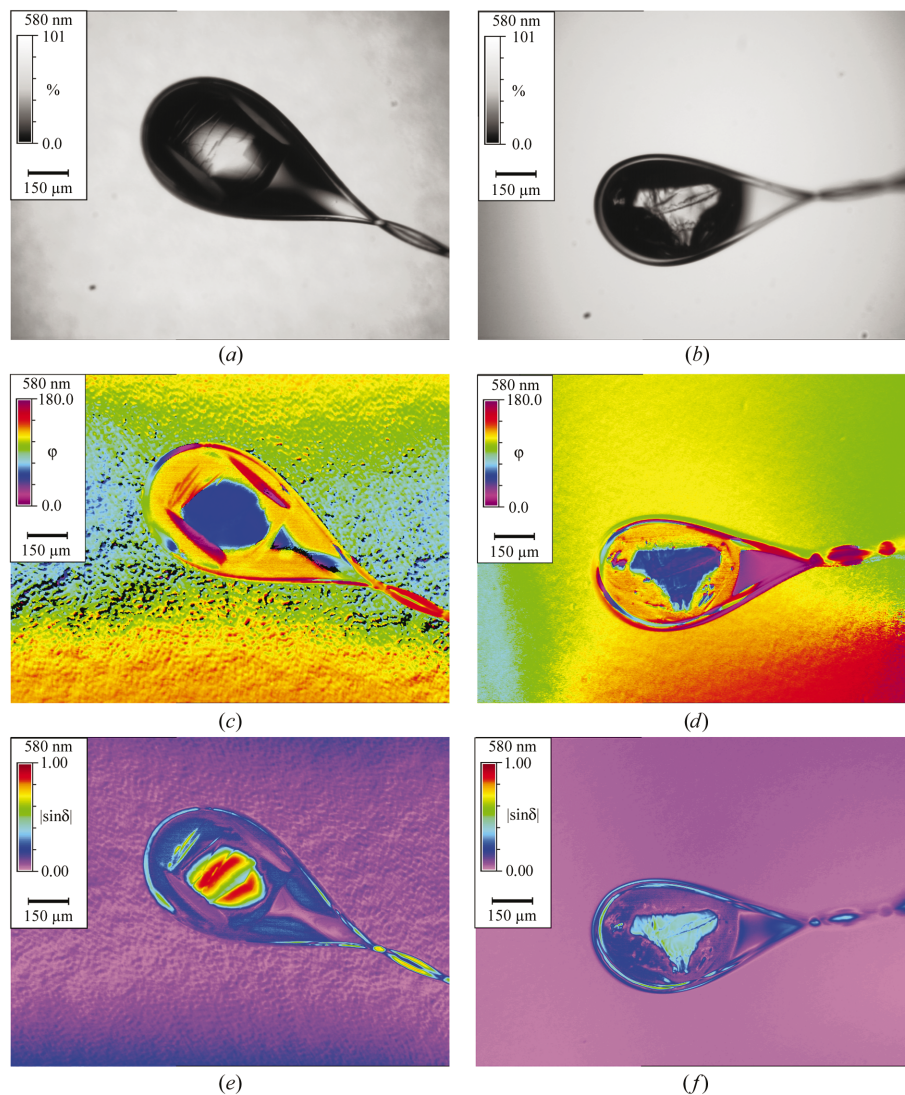 580 nm
101
%
0.0
150 µm
(a)
580 nm
101
%
0.0
150 µm
(b)
580 nm
180.0
φ
0.0
150 µm
(c)
580 nm
180.0
φ
0.0
150 µm
(d)
580 nm
1.00
|sinδ|
0.00
150 µm
(e)
580 nm
1.00
|sinδ|
0.00
150 µm
(f)